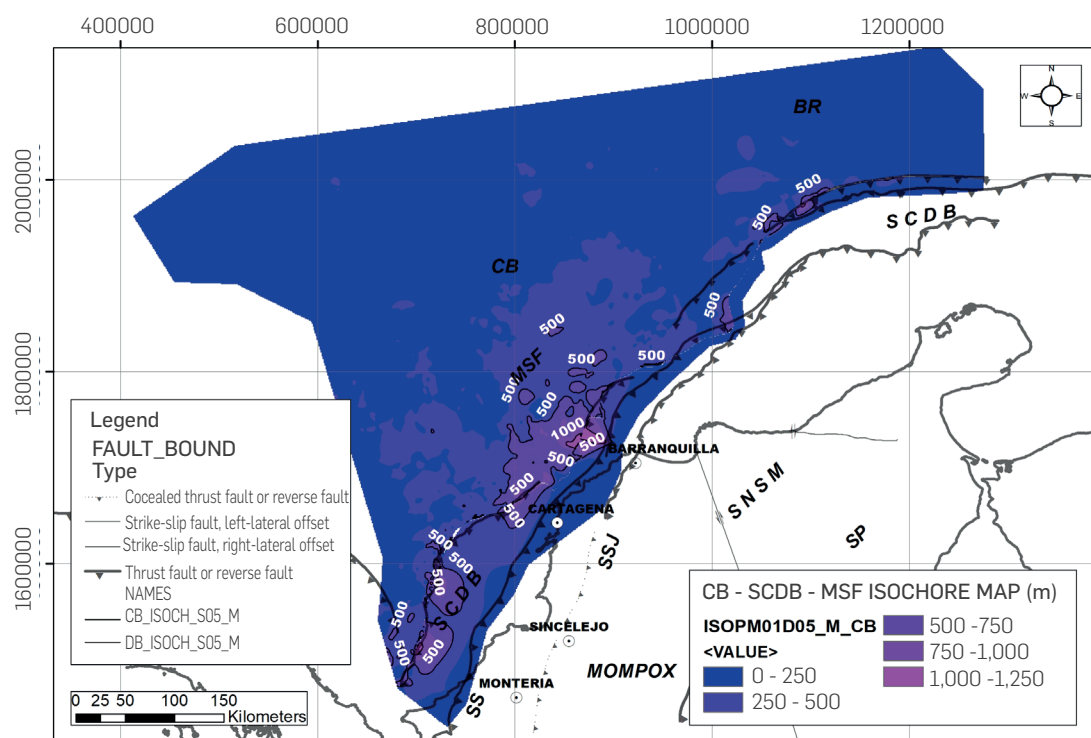 400000 600000 800000 10000000 12000000
N
W E
S
BR
2000000
500
500
S C D B
CB
500
500
MSF
500
500
1800000
500
500
1000
500
500
BARRANQUILLA
500
S N S M
500
CARTAGENA
SP
500
500
1600000
500
SSJ
S C D B
500
500
500
SINCELEJO
MOMPOX
MONTERIA
SS
Legend
FAULT_BOUND
Type
Cocealed thrust fault or reverse fault
Strike-slip fault, left-lateral offset
Strike-slip fault, right-lateral offset
Thrust fault or reverse fault
NAMES
CB_ISOCH_S05_M
DB_ISOCH_S05_M
0 25 50 100 150
Kilometers
CB - SCDB - MSF ISOCHORE MAP (m)
ISOPM01D05_M_CB
<VALUE>
0 - 250
250 - 500
500 -750
750 -1,000
1,000 -1,250